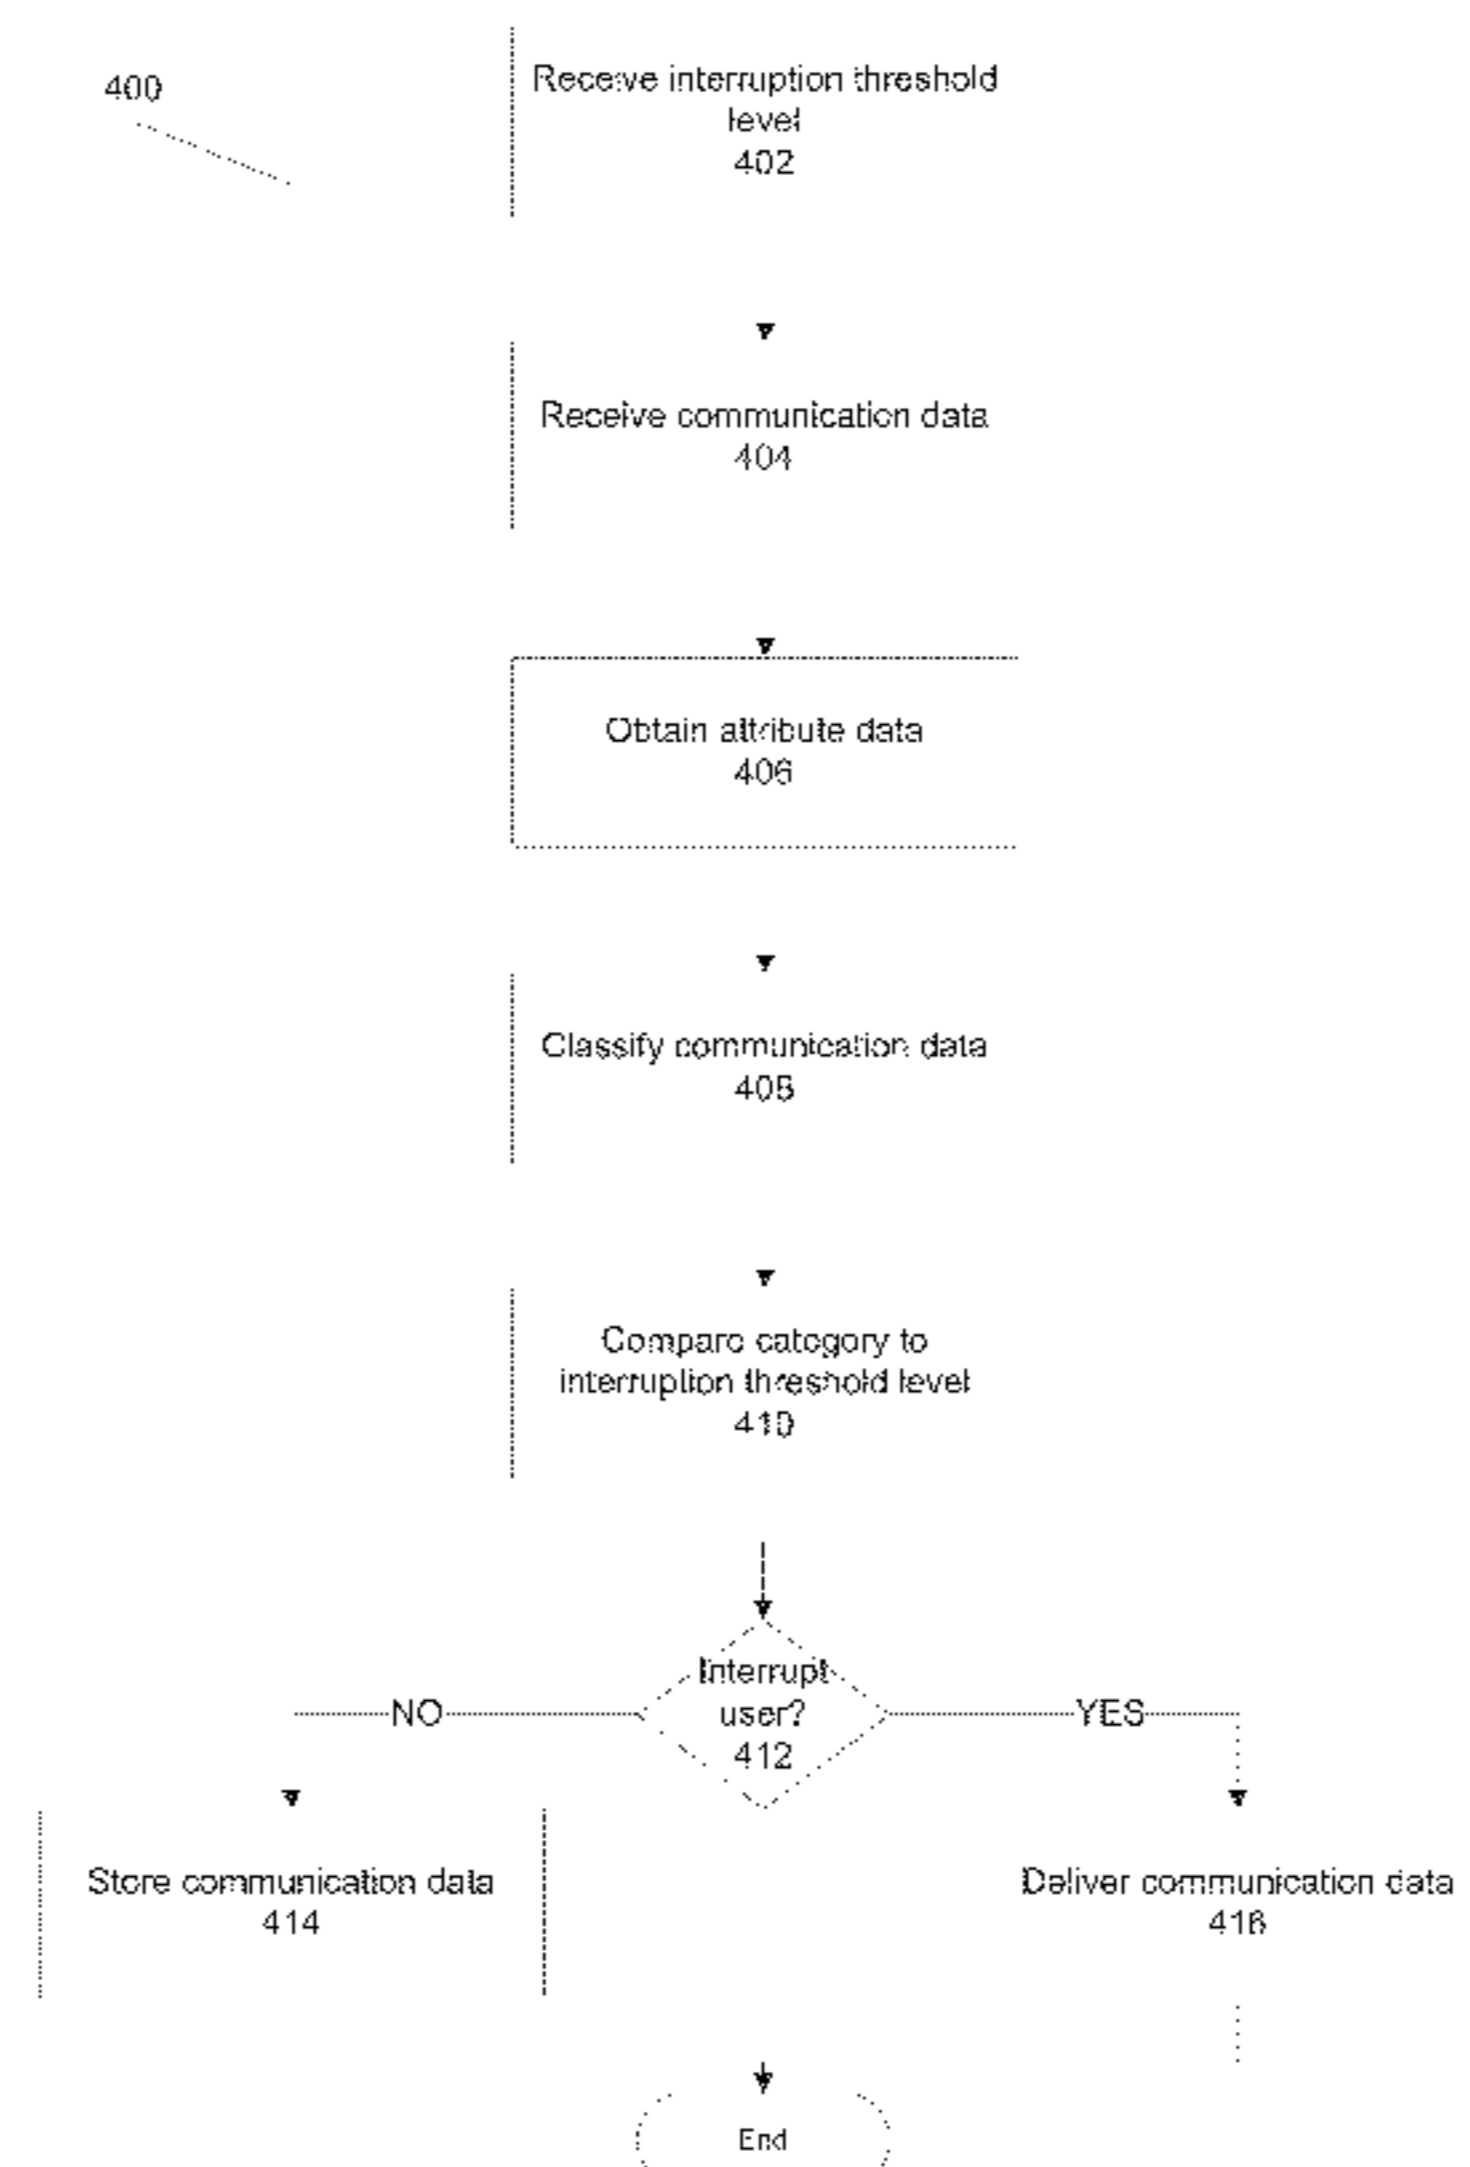 400
Receive interruption threshold
level
402
Receive communication data
404
Obtain attribute data
406
Classify communication data
408
Compare category to
interruption threshold level
410
Interrupt
user?
412
NO
YES
Store communication data
414
Deliver communication data
416
End